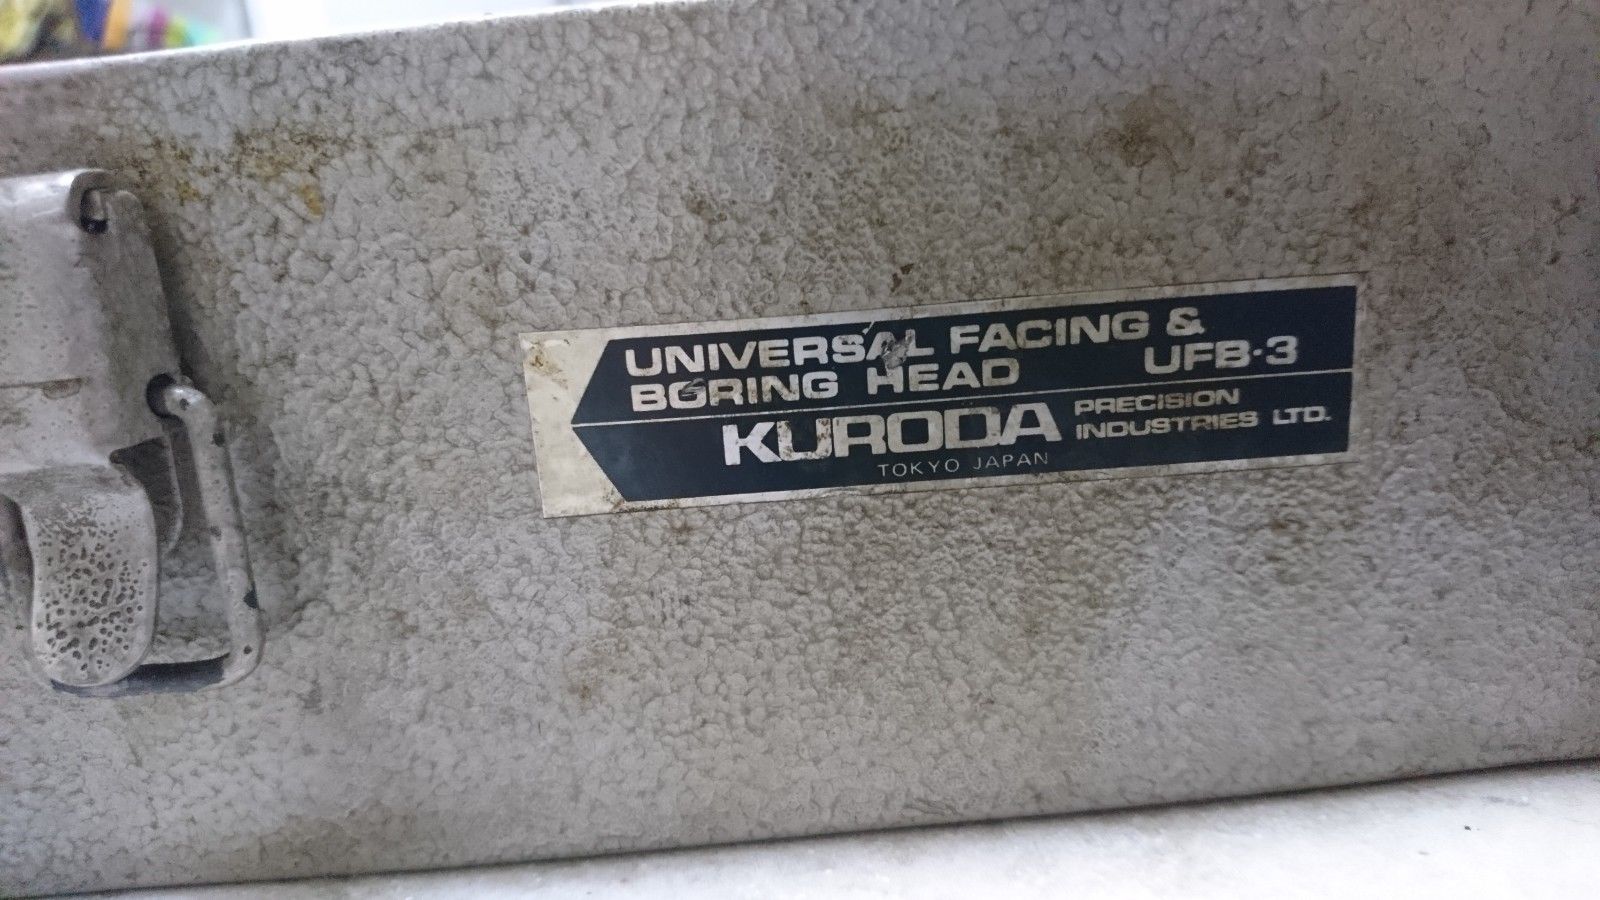 UNIVERSAL FACING &
BORING HEAD UFB-3
KURODA PRECISION
INDUSTRIES LTD.
TOKYO JAPAN